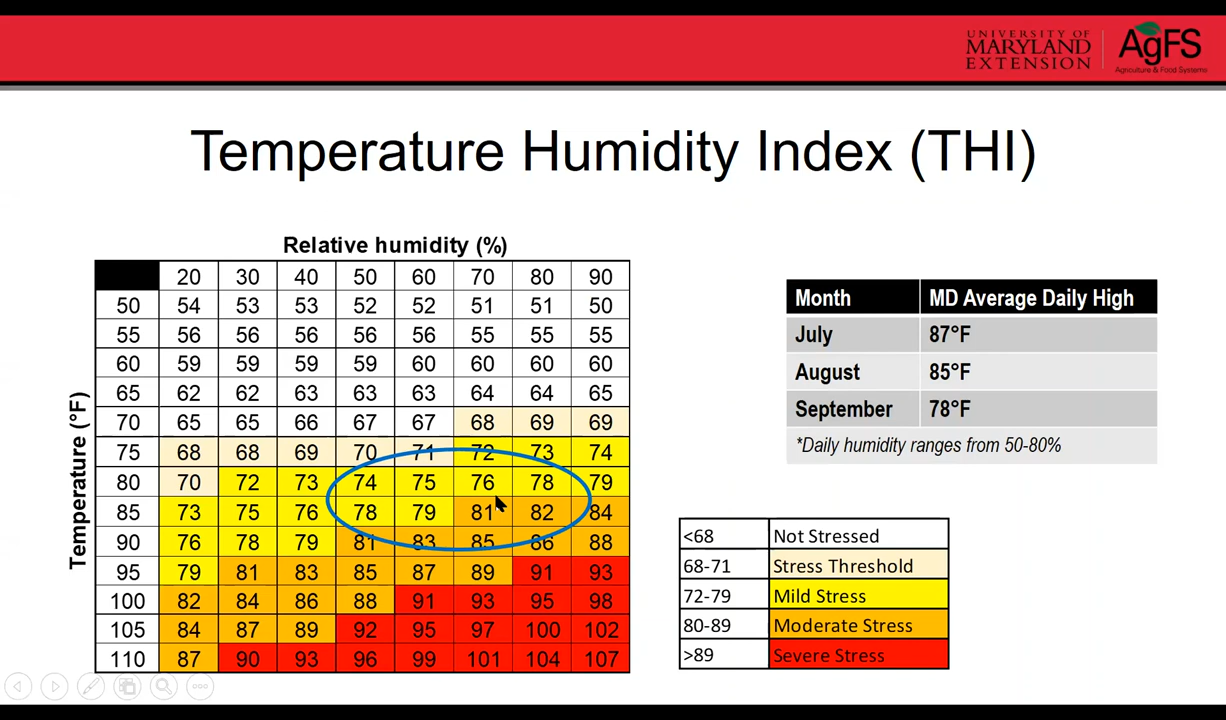 UNIVERSITY OF
MARYLAND
EXTENSION
AgFS
Agriculture & Food Systems
Temperature Humidity Index (THI)
Relative humidity (%)
Temperature (°F)
20 30 40 50 60 70 80 90
50 54 53 53 52 52 51 51 50
55 56 56 56 56 56 55 55 55
60 59 59 59 59 60 60 60 60
65 62 62 63 63 63 64 64 65
70 65 65 66 67 67 68 69 69
75 68 68 69 70 71 72 73 74
80 70 72 73 74 75 76 78 79
85 73 75 76 78 79 81 82 84
90 76 78 79 81 83 85 86 88
95 79 81 83 85 87 89 91 93
100 82 84 86 88 91 93 95 98
105 84 87 89 92 95 97 100 102
110 87 90 93 96 99 101 104 107
Month MD Average Daily High
July 87°F
August 85°F
September 78°F
*Daily humidity ranges from 50-80%
<68 Not Stressed
68-71 Stress Threshold
72-79 Mild Stress
80-89 Moderate Stress
>89 Severe Stress